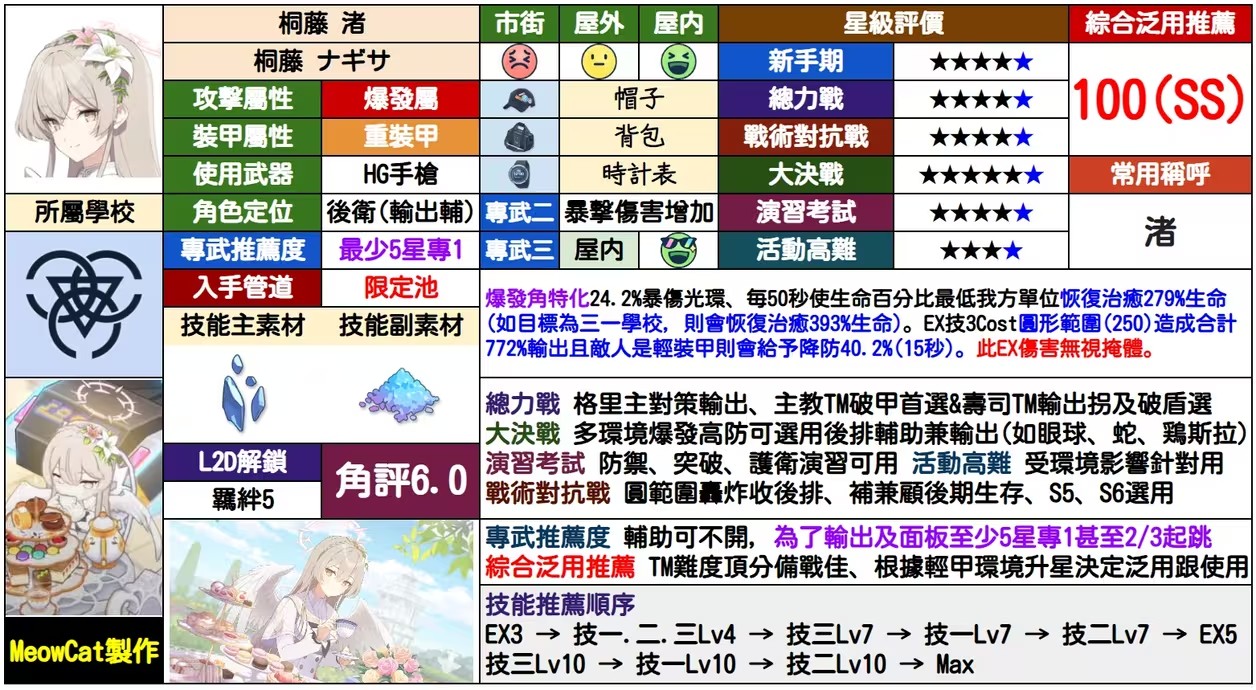 桐藤 渚
桐藤 ナギサ
攻擊屬性 爆發屬
裝甲屬性 重裝甲
使用武器 HG手槍
所屬學校
角色定位 後衛(輸出輔)
專武推薦度 最少5星專1
入手管道 限定池
技能主素材 技能副素材
L2D解鎖
羈絆5
角評6.0
MeowCat製作
市街 屋外 屋内
帽子
背包
時計表
專武二 暴擊傷害增加
專武三 屋内
星級評價
新手期 ★★★★★
總力戰 ★★★★★
戰術對抗戰 ★★★★★
大決戰 ★★★★★★
演習考試 ★★★★★
活動高難 ★★★★
綜合泛用推薦
100(SS)
常用稱呼
渚
爆發角特化24.2%暴傷光環、每50秒使生命百分比最低我方單位恢復治癒279%生命
(如目標為三一學校，則會恢復治癒393%生命)。EX技3Cost圓形範圍(250)造成合計
772%輸出且敵人是輕裝甲則會給予降防40.2%(15秒)。此EX傷害無視掩體。
總力戰 格里主對策輸出、主教TM破甲首選&壽司TM輸出拐及破盾選
大決戰 多環境爆發高防可選用後排輔助兼輸出(如眼球、蛇、鶏斯拉)
演習考試 防禦、突破、護衛演習可用 活動高難 受環境影響針對用
戰術對抗戰 圓範圍轟炸收後排、補兼顧後期生存、S5、S6選用
專武推薦度 輔助可不開，為了輸出及面板至少5星專1甚至2/3起跳
綜合泛用推薦 TM難度頂分備戰佳、根據輕甲環境升星決定泛用跟使用
技能推薦順序
EX3 → 技一.二.三Lv4 → 技三Lv7 → 技一Lv7 → 技二Lv7 → EX5
技三Lv10 → 技一Lv10 → 技二Lv10 → Max